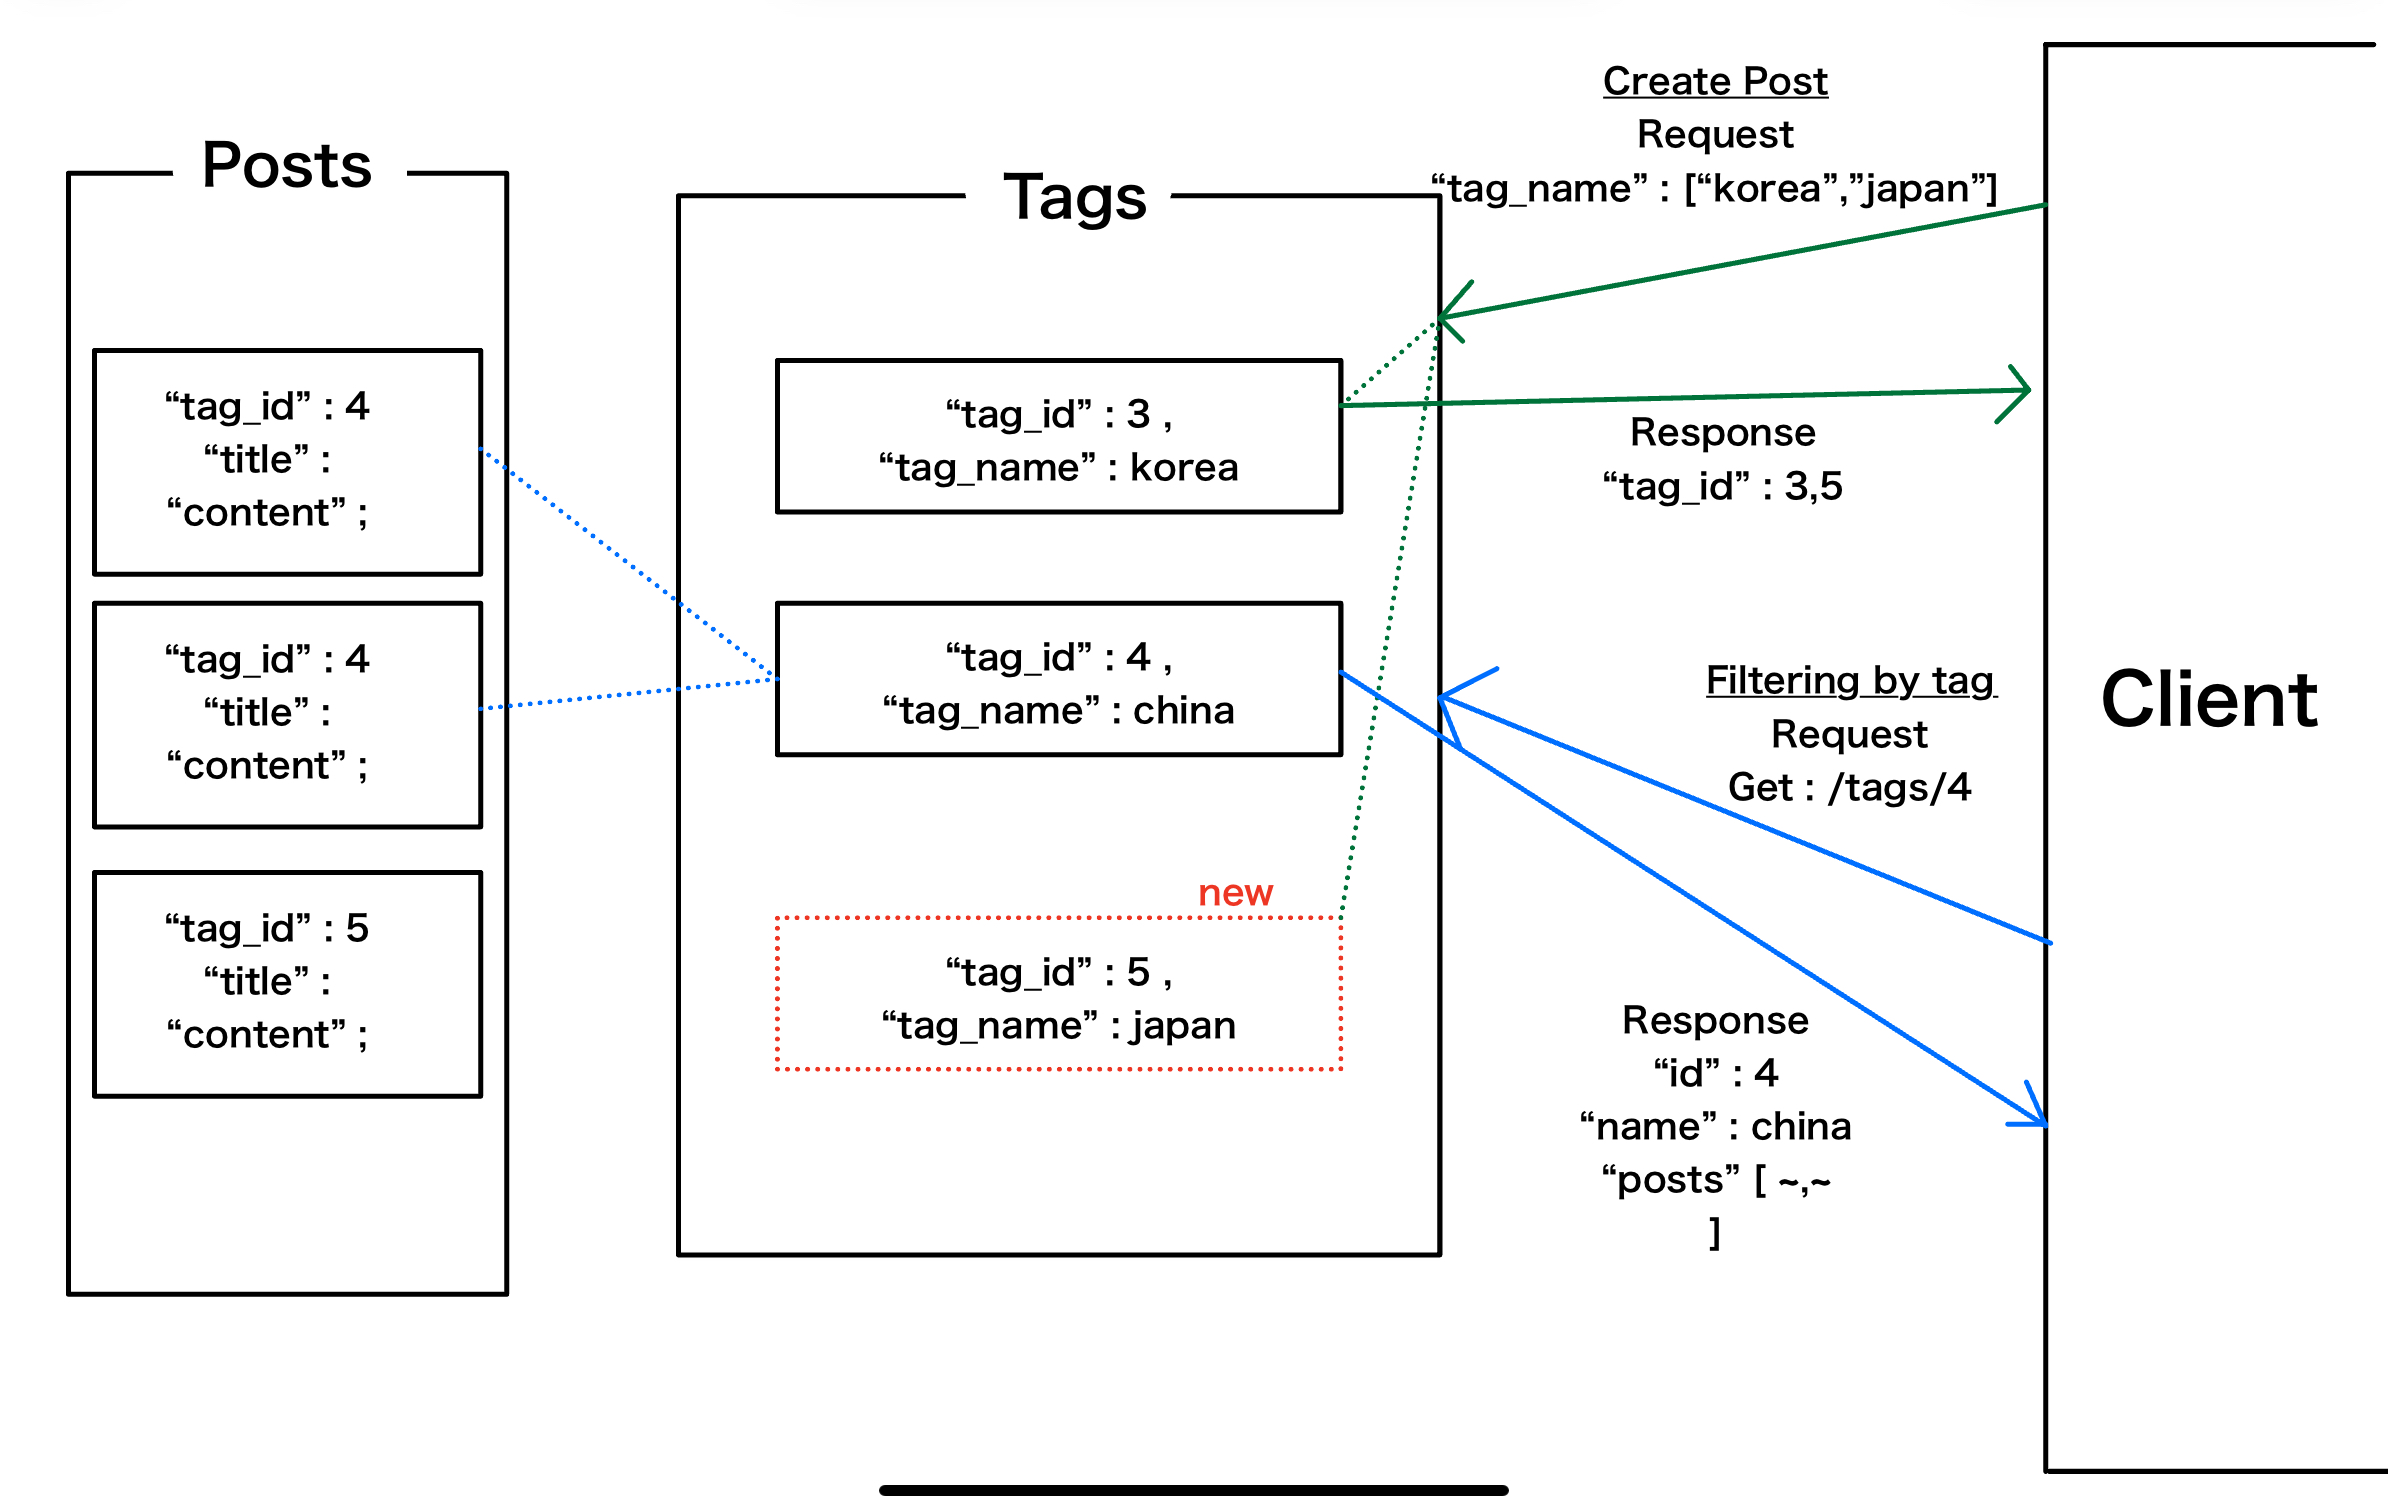 Posts
“tag_id” : 4
“title” :
“content” ;
“tag_id” : 4
“title” :
“content” ;
“tag_id” : 5
“title” :
“content” ;
Tags
“tag_id” : 3 ,
“tag_name” : korea
“tag_id” : 4 ,
“tag_name” : china
new
“tag_id” : 5 ,
“tag_name” : japan
Create Post
Request
“tag_name” : [“korea”,”japan”]
Response
“tag_id” : 3,5
Filtering by tag
Request
Get : /tags/4
Response
“id” : 4
“name” : china
“posts” [ ~,~
]
Client